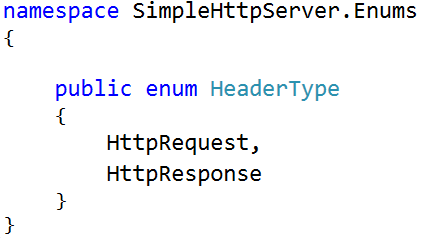 namespace SimpleHttpServer.Enums
{
    public enum HeaderType
    {
        HttpRequest,
        HttpResponse
    }
}